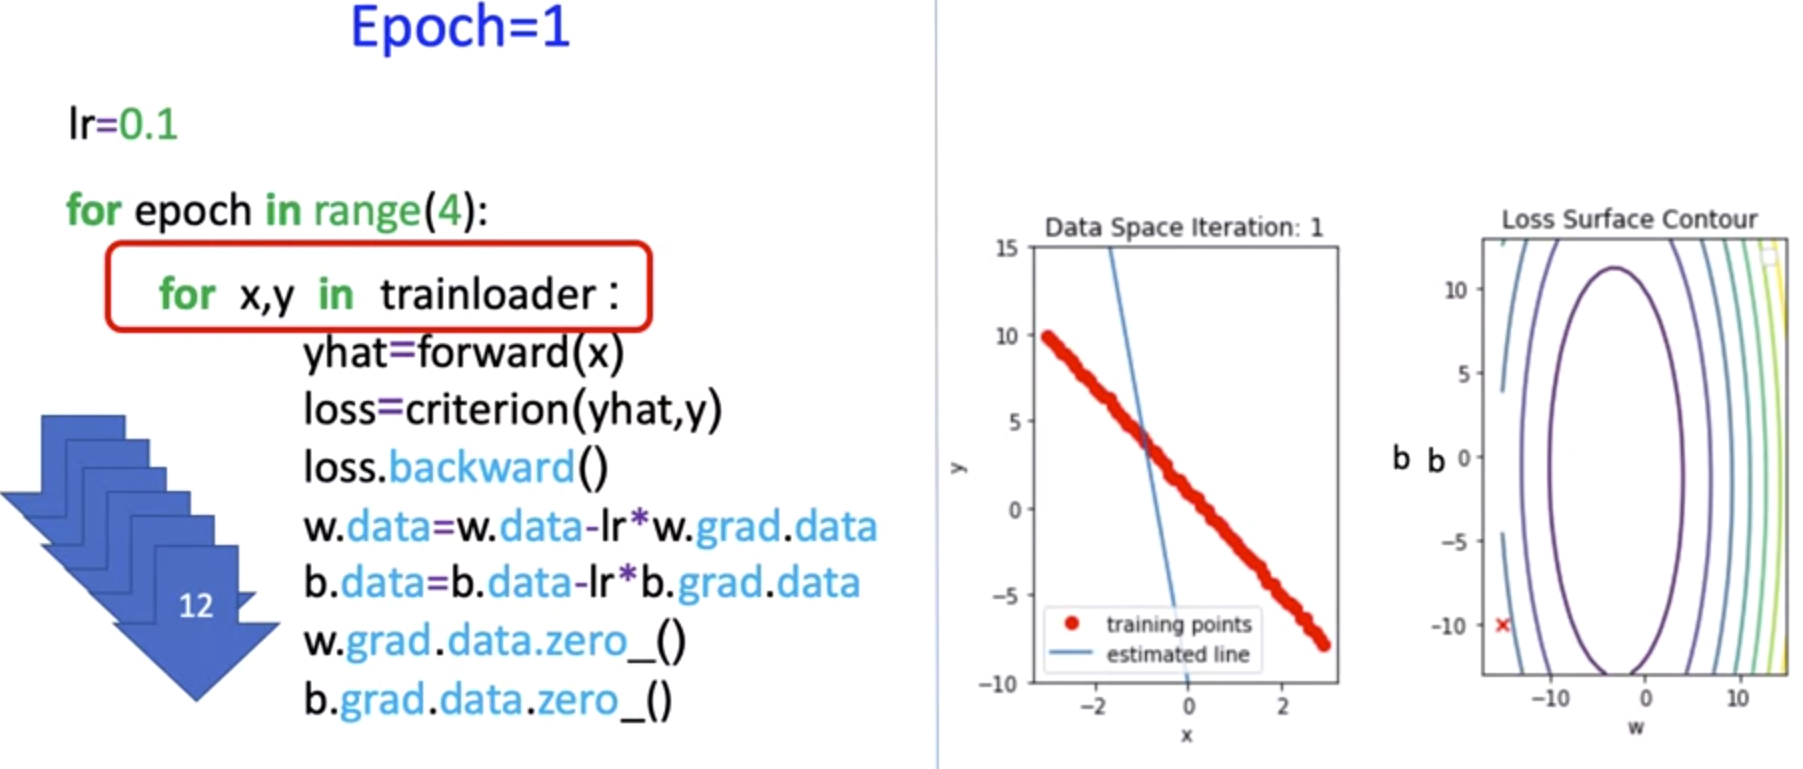 Epoch=1
lr=0.1
for epoch in range(4):
for x,y in trainloader :
yhat=forward(x)
loss=criterion(yhat,y)
loss.backward()
w.data=w.data-lr*w.grad.data
b.data=b.data-lr*b.grad.data
w.grad.data.zero_()
b.grad.data.zero_()
12
Data Space Iteration: 1
15
10
5
0
−5
−10
y
training points
estimated line
−2 0 2
x
Loss Surface Contour
10
5
0
−5
−10
b b
−10 0 10
w